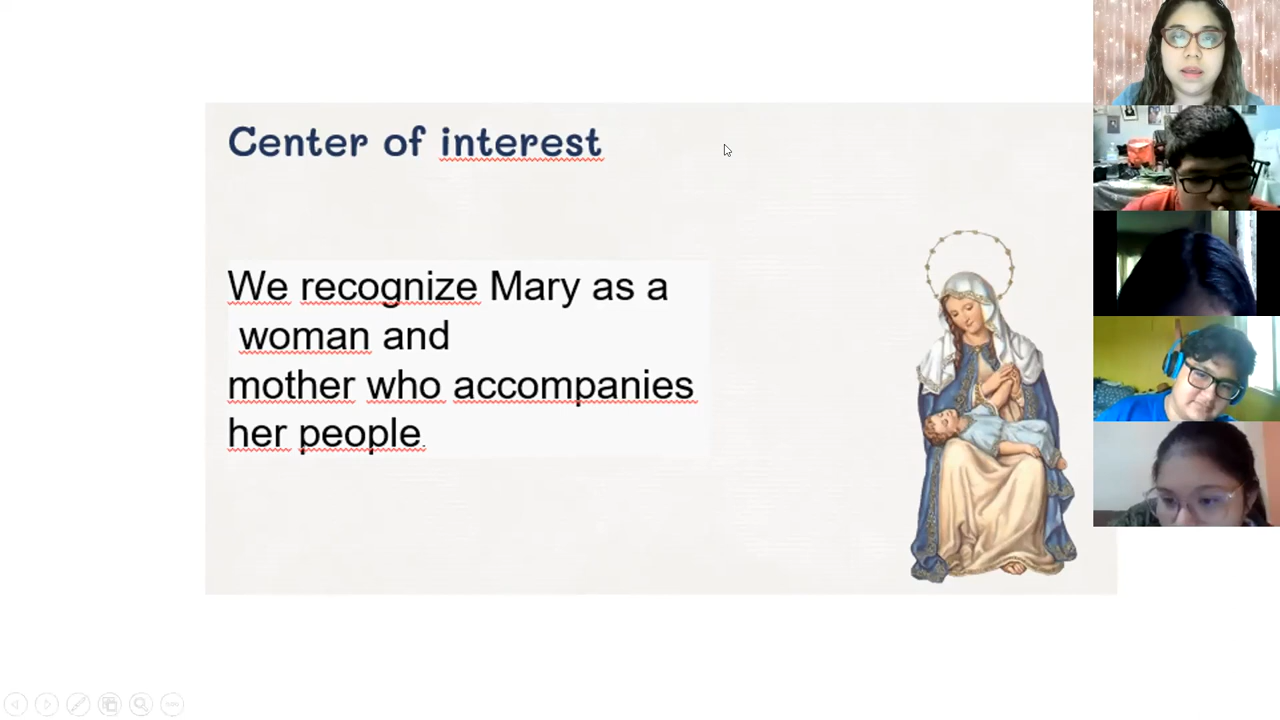 Center of interest
We recognize Mary as a
woman and
mother who accompanies
her people.